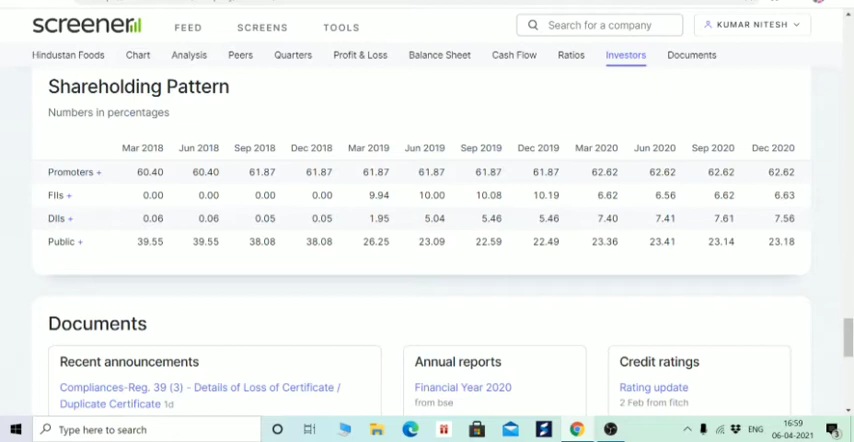 screener
FEED SCREENS TOOLS
Search for a company
KUMAR NITESH
Hindustan Foods Chart Analysis Peers Quarters Profit & Loss Balance Sheet Cash Flow Ratios Investors Documents
Shareholding Pattern
Numbers in percentages
Mar 2018 Jun 2018 Sep 2018 Dec 2018 Mar 2019 Jun 2019 Sep 2019 Dec 2019 Mar 2020 Jun 2020 Sep 2020 Dec 2020
Promoters + 60.40 60.40 61.87 61.87 61.87 61.87 61.87 61.87 62.62 62.62 62.62 62.62
FIIs + 0.00 0.00 0.00 0.00 9.94 10.00 10.08 10.19 6.62 6.56 6.62 6.63
DIIs + 0.06 0.06 0.05 0.05 1.95 5.04 5.46 5.46 7.40 7.41 7.61 7.56
Public + 39.55 39.55 38.08 38.08 26.25 23.09 22.59 22.49 23.36 23.41 23.14 23.18
Documents
Recent announcements
Compliances-Reg. 39 (3) - Details of Loss of Certificate /
Duplicate Certificate 1d
Annual reports
Financial Year 2020
from bse
Credit ratings
Rating update
2 Feb from fitch
Type here to search
ENG
16:59
06-04-2021
3